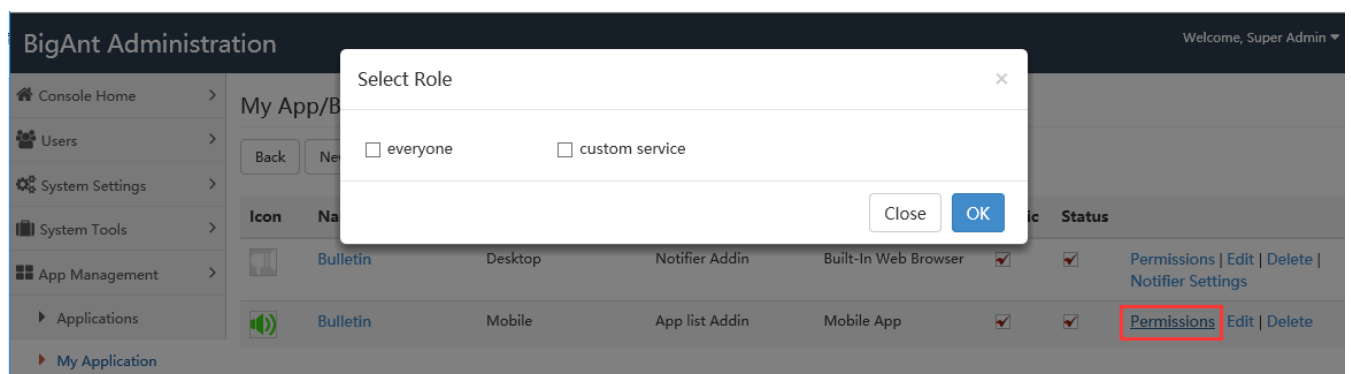 BigAnt Administration
Welcome, Super Admin
Select Role
×
Console Home
My App/B
Users
everyone
custom service
Back
Ne
System Settings
Close
OK
System Tools
Icon
Na
ic
Status
App Management
Bulletin
Desktop
Notifier Addin
Built-In Web Browser
Permissions | Edit | Delete |
Notifier Settings
Applications
Bulletin
Mobile
App list Addin
Mobile App
Permissions Edit | Delete
My Application